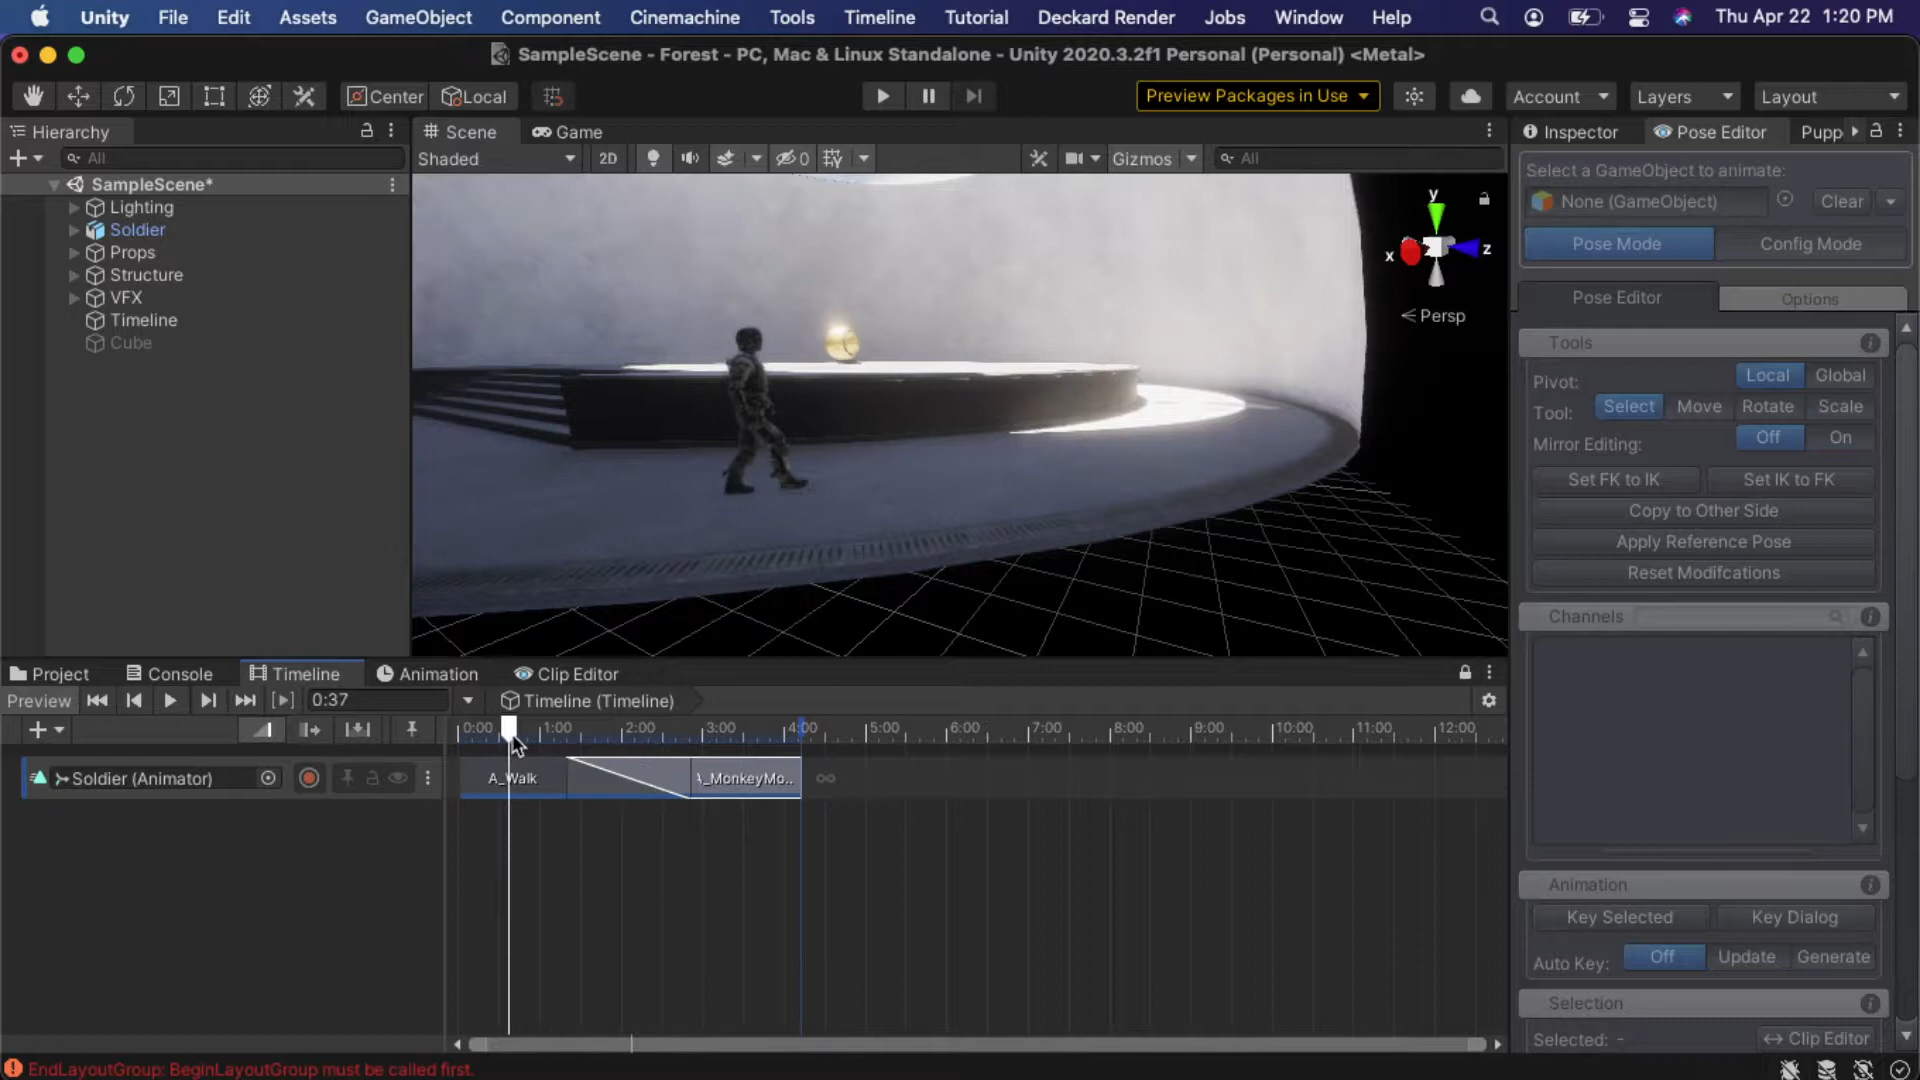 Unity File Edit Assets GameObject Component Cinemachine Tools Timeline Tutorial Deckard Render Jobs Window Help Thu Apr 22 1:20 PM
SampleScene - Forest - PC, Mac & Linux Standalone - Unity 2020.3.2f1 Personal (Personal) <Metal>
Center Local Preview Packages in Use Account Layers Layout
Hierarchy
All
SampleScene*
Lighting
Soldier
Props
Structure
VFX
Timeline
Cube
Scene Game
Shaded 2D 0 Gizmos All
y
x z
Persp
Inspector Pose Editor Pupp
Select a GameObject to animate:
None (GameObject) Clear
Pose Mode Config Mode
Pose Editor Options
Tools
Pivot: Local Global
Tool: Select Move Rotate Scale
Mirror Editing: Off On
Set FK to IK Set IK to FK
Copy to Other Side
Apply Reference Pose
Reset Modifcations
Channels
Animation
Key Selected Key Dialog
Auto Key: Off Update Generate
Selection
Selected: - Clip Editor
Project Console Timeline Animation Clip Editor
Preview 0:37 Timeline (Timeline)
0:00 1:00 2:00 3:00 4:00 5:00 6:00 7:00 8:00 9:00 10:00 11:00 12:00
Soldier (Animator) A_Walk A_MonkeyMo..
EndLayoutGroup: BeginLayoutGroup must be called first.